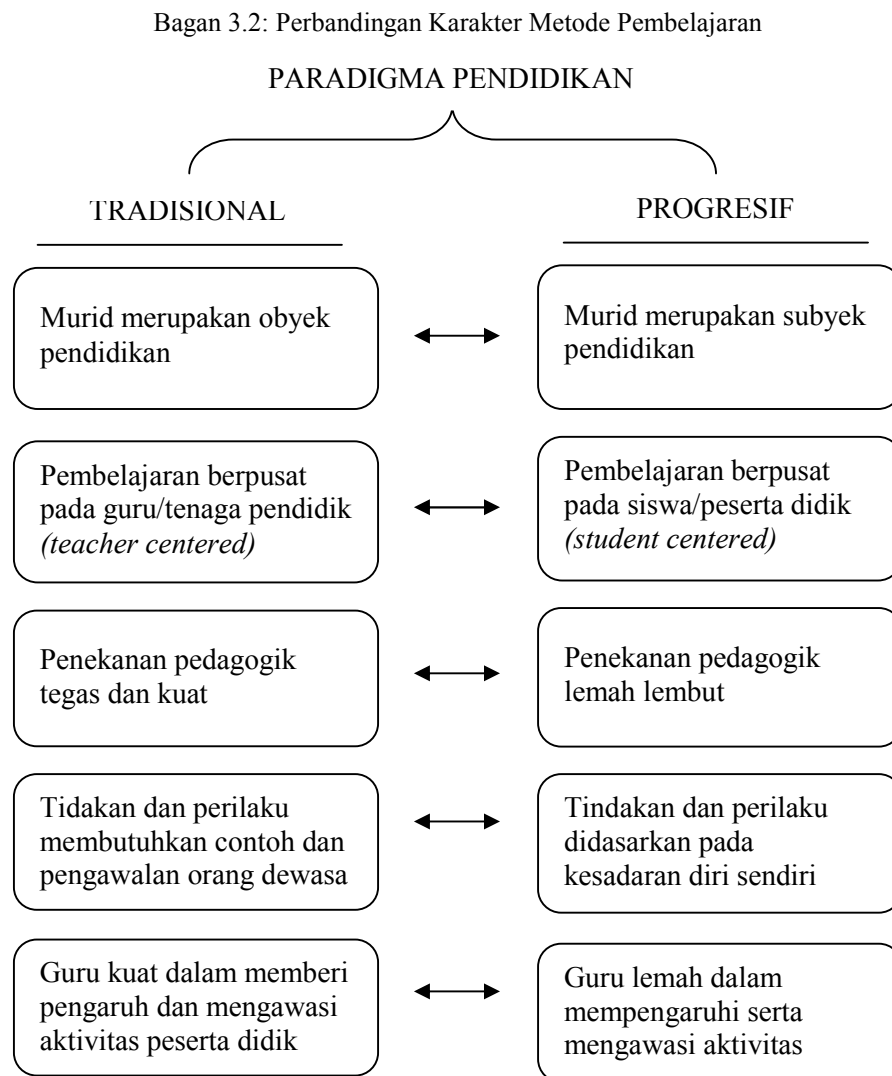 Bagan 3.2: Perbandingan Karakter Metode Pembelajaran
PARADIGMA PENDIDIKAN
TRADISIONAL
PROGRESIF
Murid merupakan obyek
pendidikan
Murid merupakan subyek
pendidikan
Pembelajaran berpusat
pada guru/tenaga pendidik
(teacher centered)
Pembelajaran berpusat
pada siswa/peserta didik
(student centered)
Penekanan pedagogik
tegas dan kuat
Penekanan pedagogik
lemah lembut
Tidakan dan perilaku
membutuhkan contoh dan
pengawalan orang dewasa
Tindakan dan perilaku
didasarkan pada
kesadaran diri sendiri
Guru kuat dalam memberi
pengaruh dan mengawasi
aktivitas peserta didik
Guru lemah dalam
mempengaruhi serta
mengawasi aktivitas